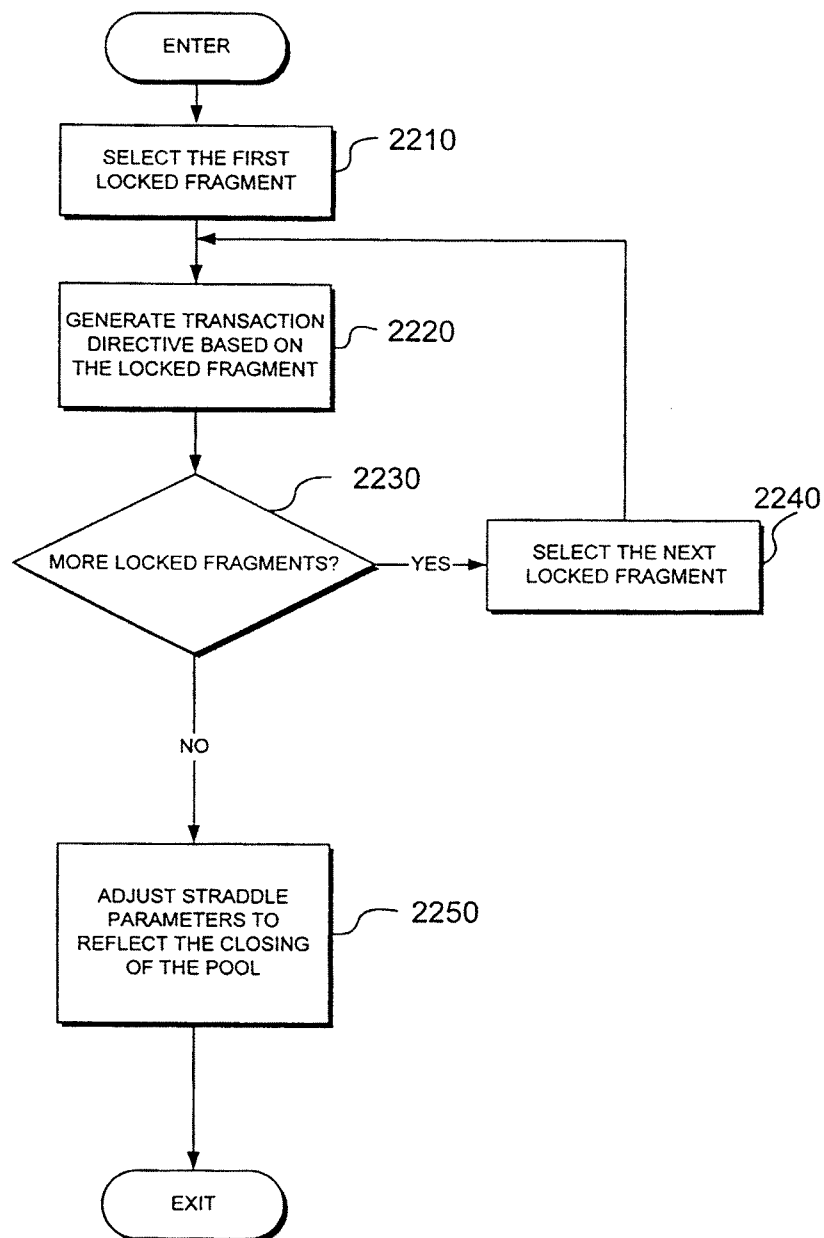 ENTER
SELECT THE FIRST
LOCKED FRAGMENT
2210
GENERATE TRANSACTION
DIRECTIVE BASED ON
THE LOCKED FRAGMENT
2220
MORE LOCKED FRAGMENTS?
2230
YES
SELECT THE NEXT
LOCKED FRAGMENT
2240
NO
ADJUST STRADDLE
PARAMETERS TO
REFLECT THE CLOSING
OF THE POOL
2250
EXIT